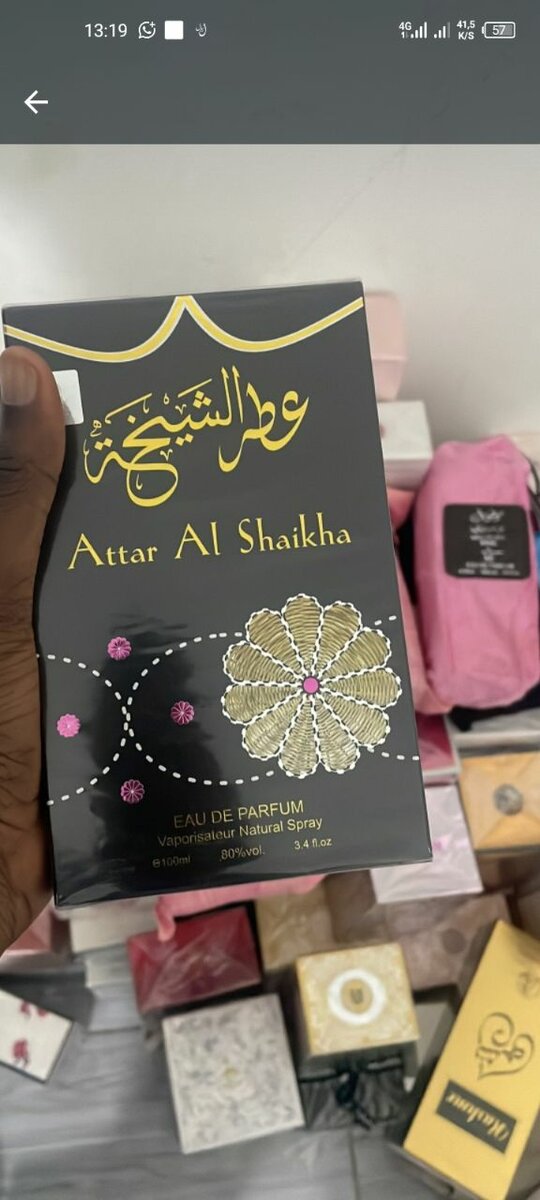 13:19
4G
1
41,5
K/S
57
عطر الشيخة
Attar Al Shaikha
EAU DE PARFUM
Vaporisateur Natural Spray
100ml 80%vol. 3.4 fl.oz